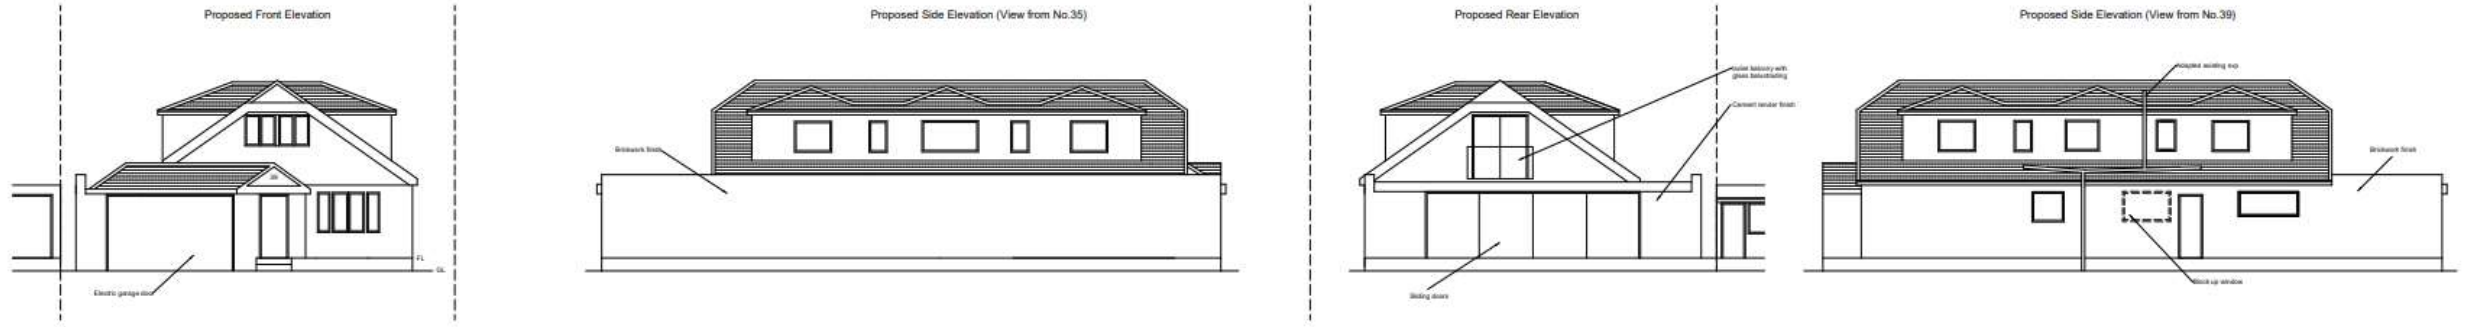 Proposed Front Elevation
Proposed Side Elevation (View from No.35)
Proposed Rear Elevation
Proposed Side Elevation (View from No.39)
balcony with
glass balustrading
Adapted existing svp
Cement render finish
Brickwork finish
Brickwork finish
FL
GL
Electric garage door
Sliding doors
Block up window